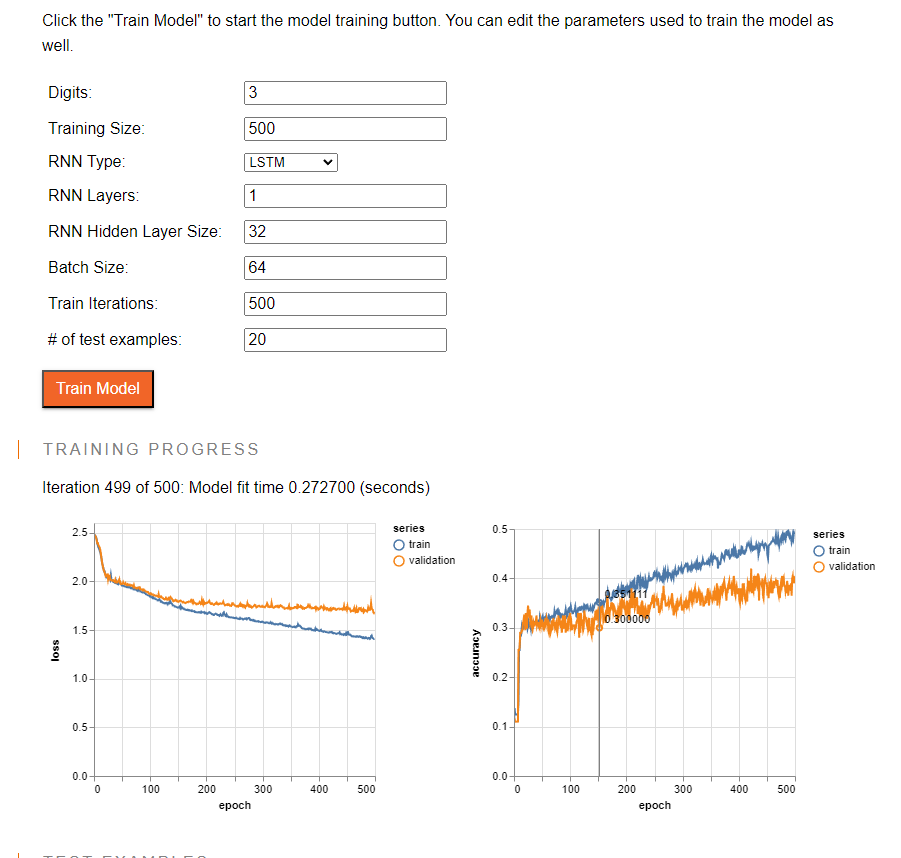 Click the "Train Model" to start the model training button. You can edit the parameters used to train the model as
well.
Digits: 3
Training Size: 500
RNN Type: LSTM
RNN Layers: 1
RNN Hidden Layer Size: 32
Batch Size: 64
Train Iterations: 500
# of test examples: 20
Train Model
TRAINING PROGRESS
Iteration 499 of 500: Model fit time 0.272700 (seconds)
2.5
2.0
1.5
1.0
0.5
0.0
loss
0 100 200 300 400 500
epoch
series
train
validation
0.5
0.4
0.3
0.2
0.1
0.0
accuracy
0.351111
0.300000
0 100 200 300 400 500
epoch
series
train
validation
TEST EXAMPLES